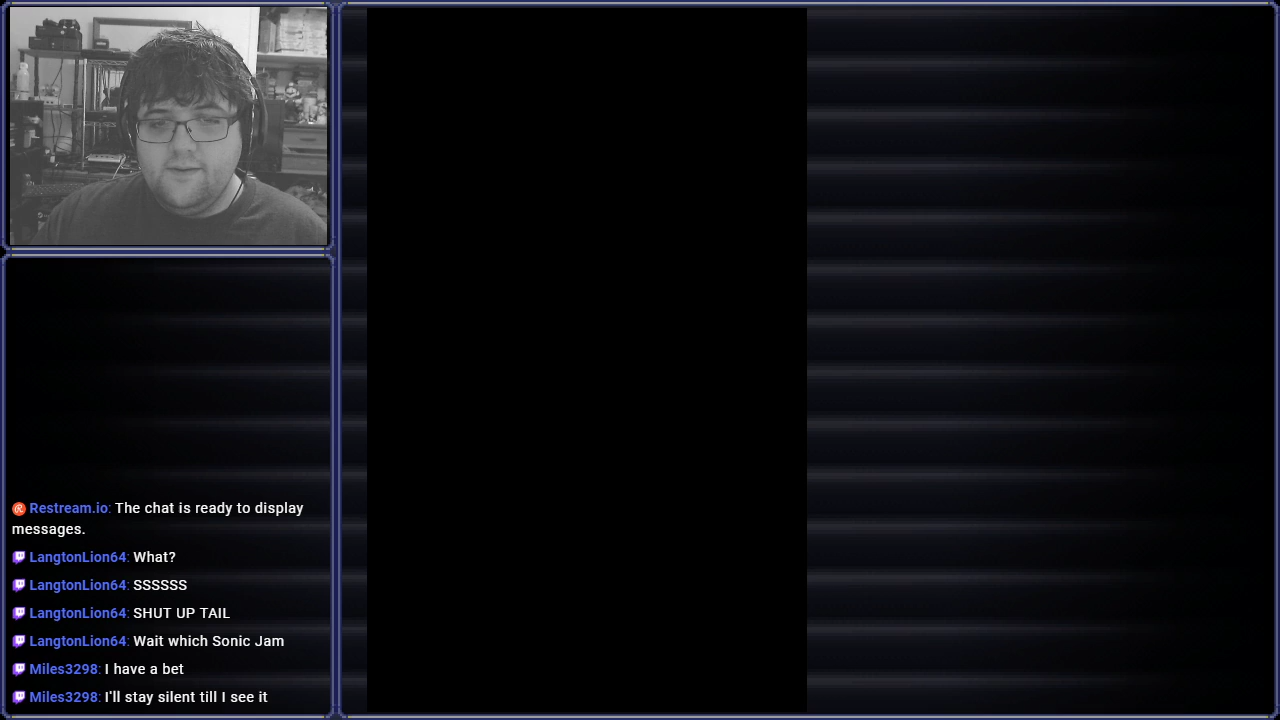 Restream.io: The chat is ready to display
messages.
LangtonLion64: What?
LangtonLion64: SSSSSS
LangtonLion64: SHUT UP TAIL
LangtonLion64: Wait which Sonic Jam
Miles3298: I have a bet
Miles3298: I'll stay silent till I see it